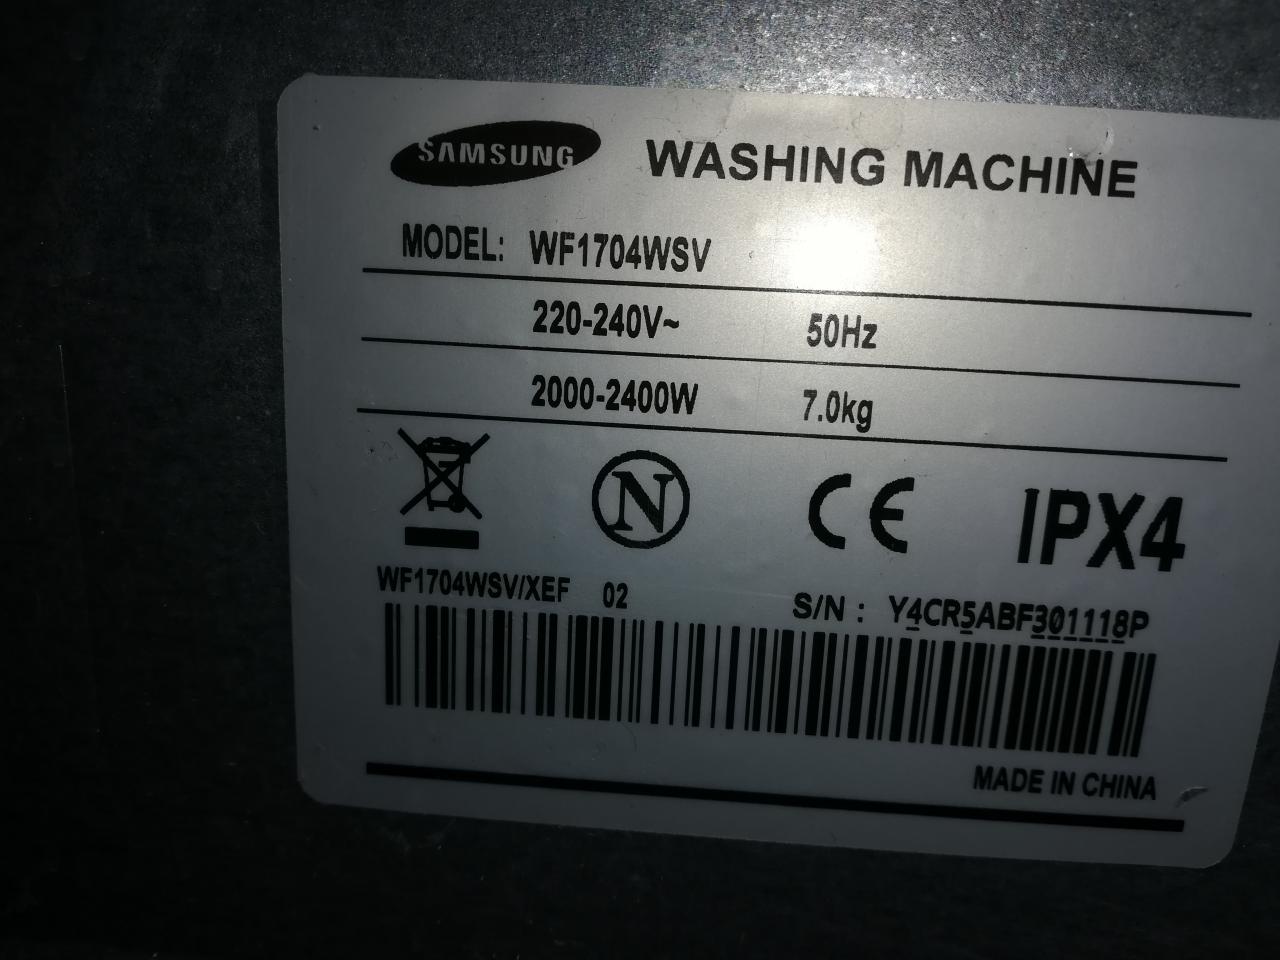 SAMSUNG WASHING MACHINE
MODEL: WF1704WSV
220-240V~ 50Hz
2000-2400W 7.0kg
N CE IPX4
WF1704WSV/XEF 02 S/N : Y4CR5ABF301118P
MADE IN CHINA